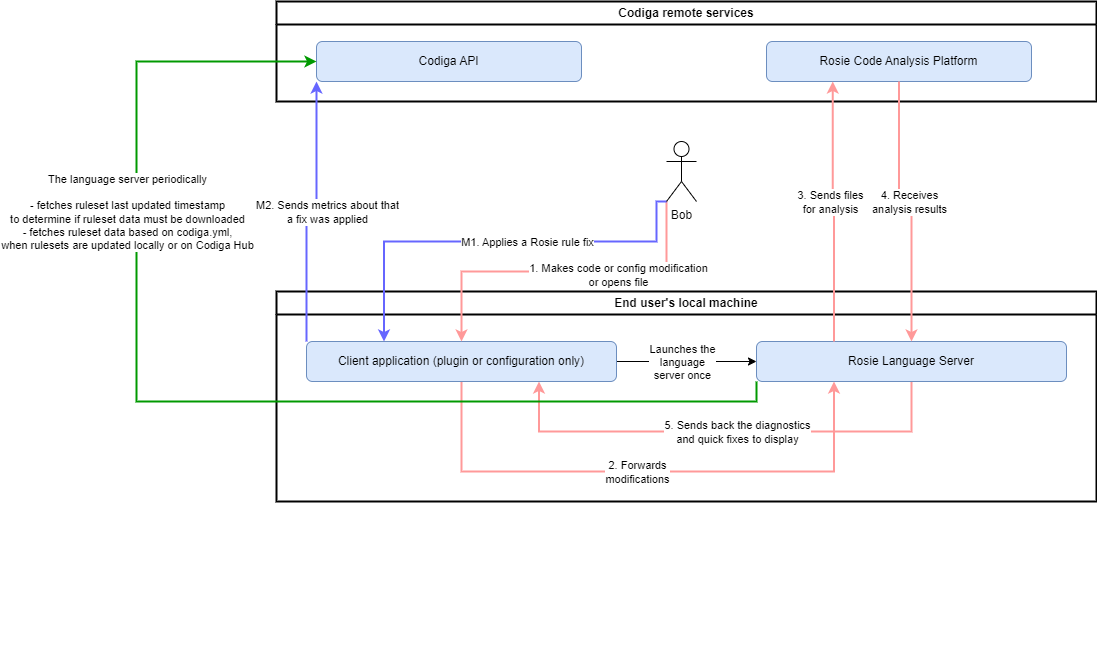 Codiga remote services
Codiga API
Rosie Code Analysis Platform
The language server periodically
- fetches ruleset last updated timestamp
to determine if ruleset data must be downloaded
- fetches ruleset data based on codiga.yml,
when rulesets are updated locally or on Codiga Hub
M2. Sends metrics about that
a fix was applied
Bob
3. Sends files
for analysis
4. Receives
analysis results
M1. Applies a Rosie rule fix
1. Makes code or config modification
or opens file
End user's local machine
Client application (plugin or configuration only)
Launches the
language
server once
Rosie Language Server
5. Sends back the diagnostics
and quick fixes to display
2. Forwards
modifications